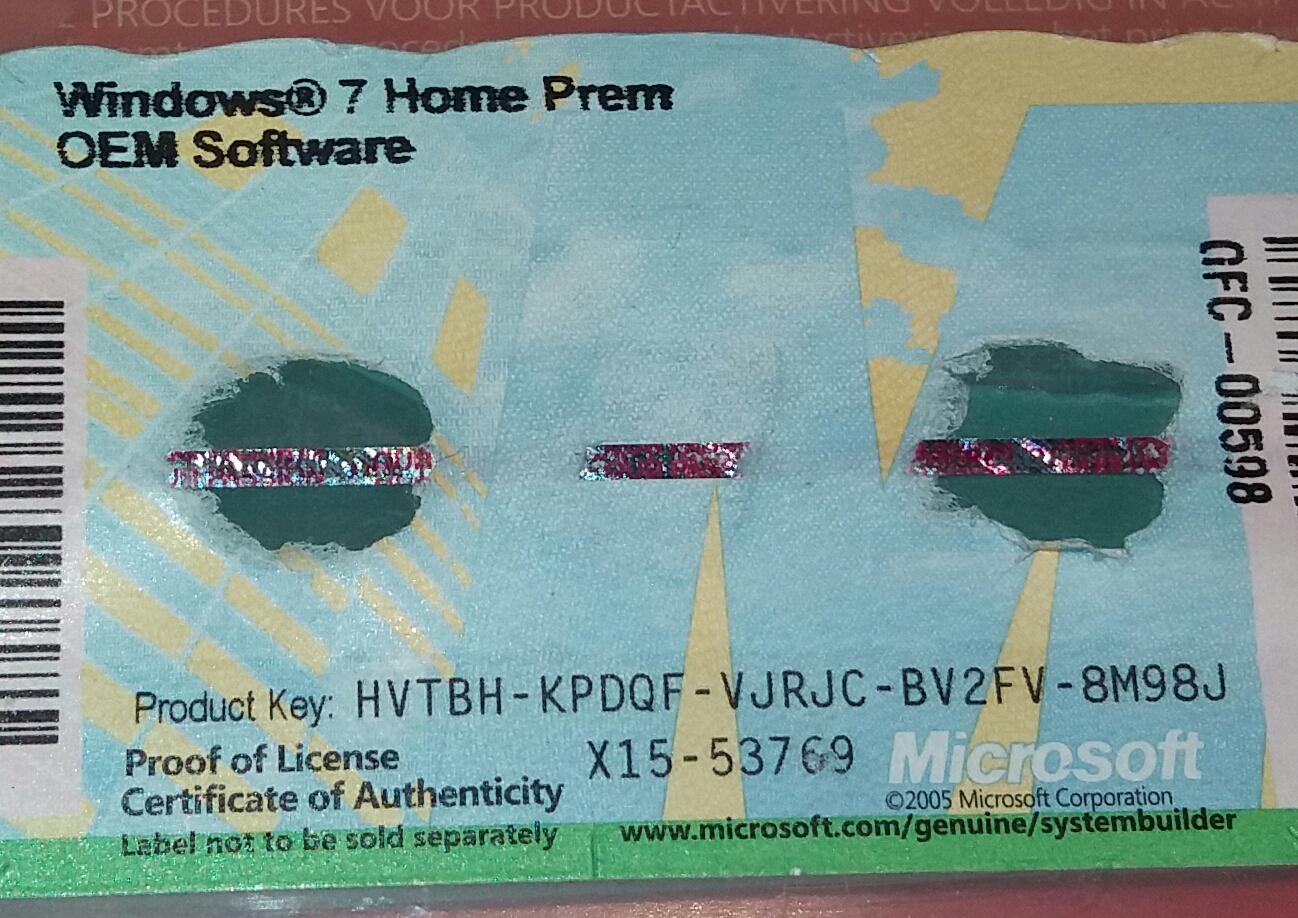 PROCEDURES VOOR PRODUCTACTIVERING VOLLEDIG IN
Windows® 7 Home Prem
OEM Software
GFC-00598
Product Key: HVTBH-KPDQF-VJRJC-BV2FV-8M98J
Proof of License
Certificate of Authenticity
Label not to be sold separately
X15-53769
Microsoft
©2005 Microsoft Corporation
www.microsoft.com/genuine/systembuilder